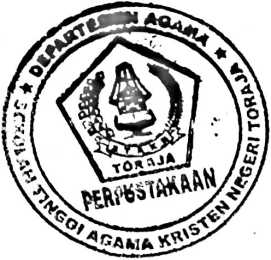 DEPARTEMEN AGAMA
SEKOLAH TINGGI AGAMA KRISTEN NEGERI TORAJA
TORAJA
PERPUSTAKAAN